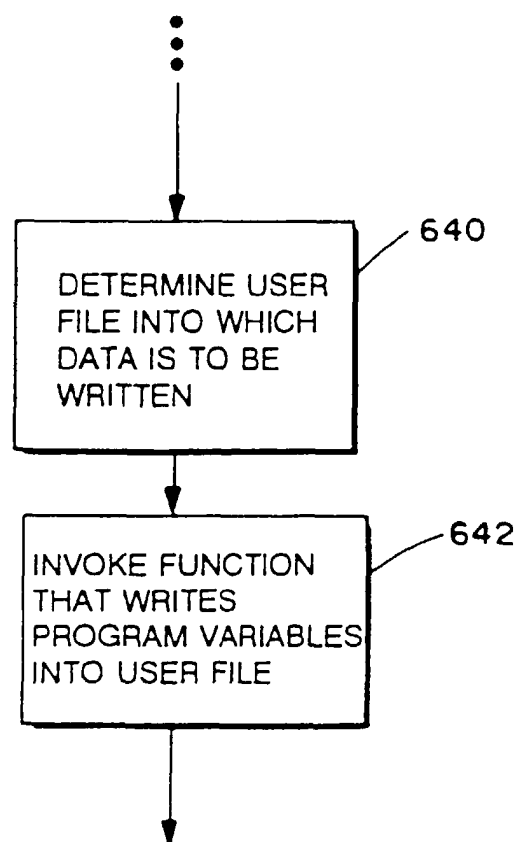 640
DETERMINE USER
FILE INTO WHICH
DATA IS TO BE
WRITTEN
642
INVOKE FUNCTION
THAT WRITES
PROGRAM VARIABLES
INTO USER FILE